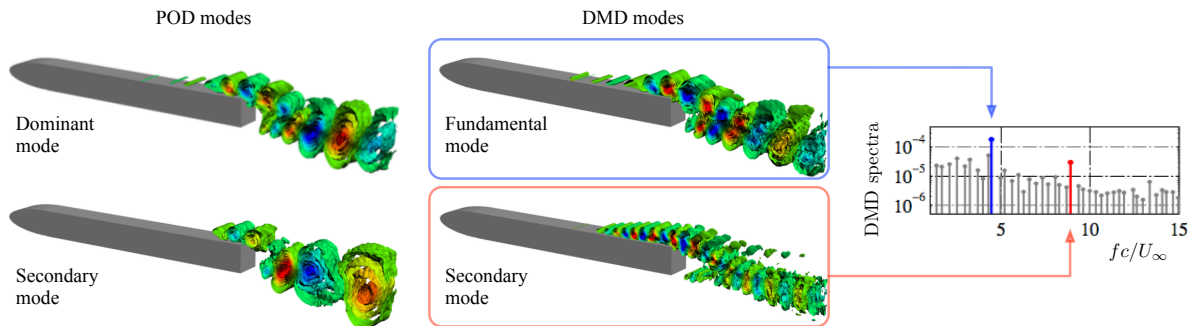 POD modes
DMD modes
Dominant
mode
Fundamental
mode
Secondary
mode
Secondary
mode
DMD spectra
10⁻⁴
10⁻⁵
10⁻⁶
5 10 15
fc/U∞